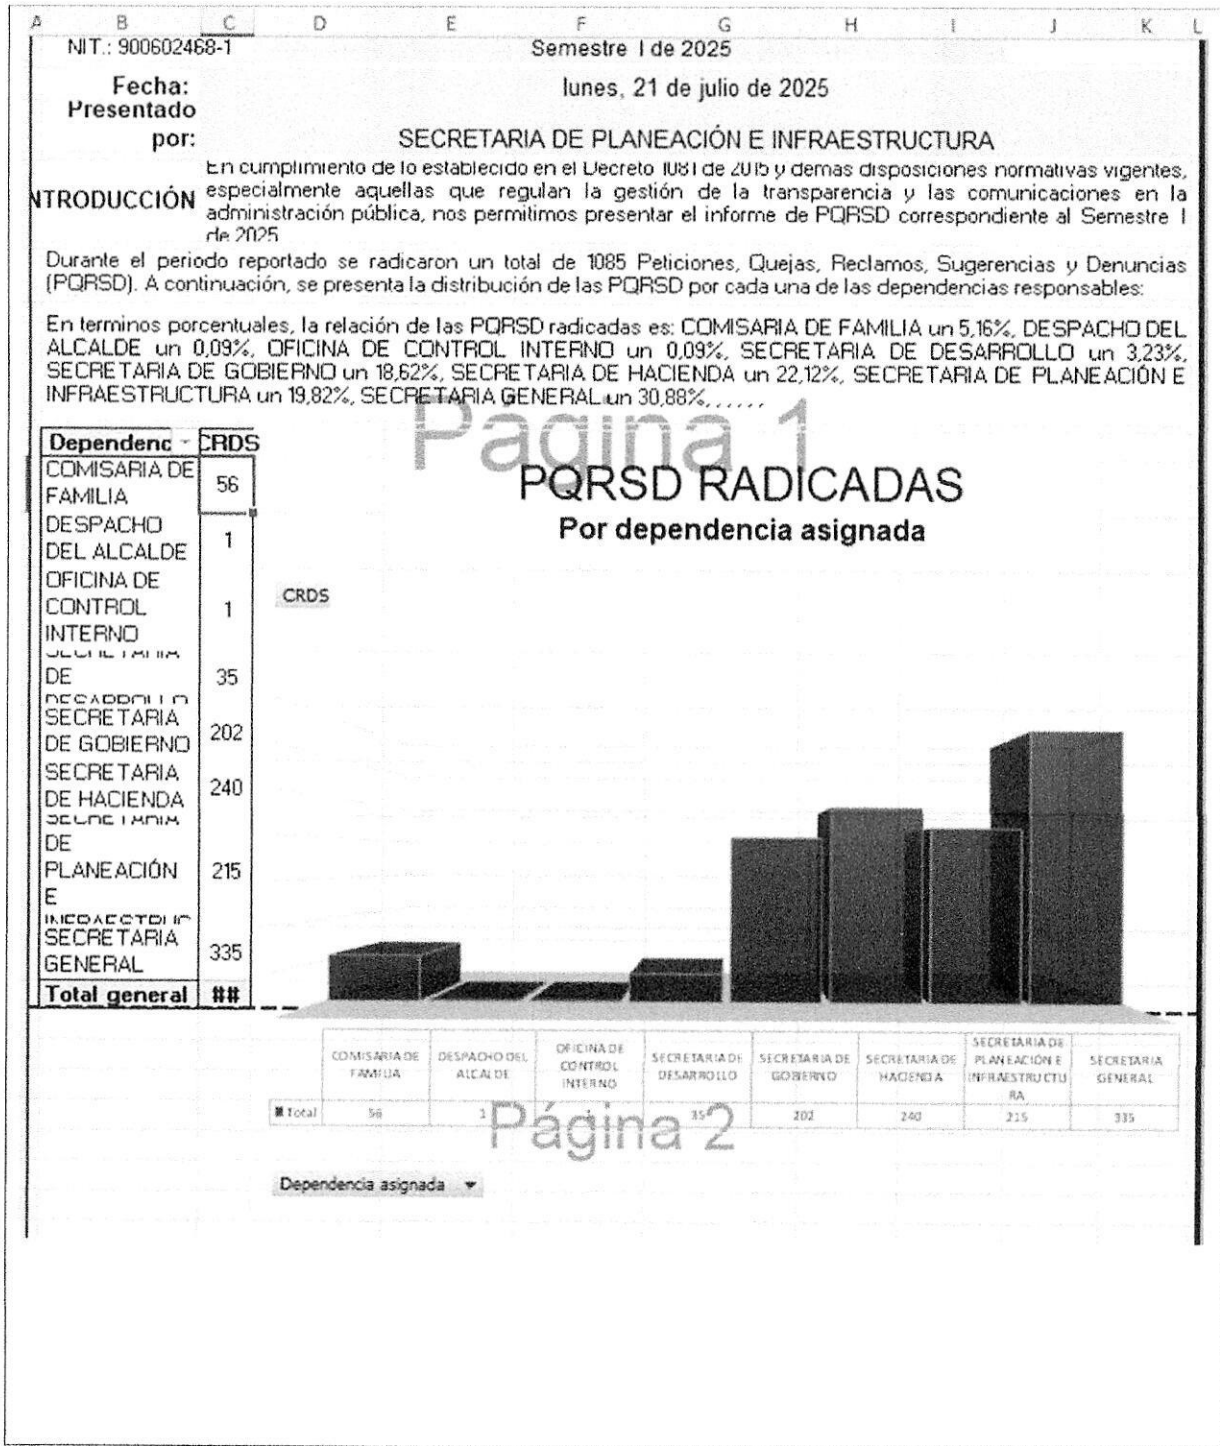 A B C D E F G H I J K L
NIT.: 900602468-1 Semestre I de 2025
Fecha: lunes, 21 de julio de 2025
Presentado
por: SECRETARIA DE PLANEACIÓN E INFRAESTRUCTURA
En cumplimiento de lo establecido en el Decreto 1081 de 2015 y demas disposiciones normativas vigentes,
NTRODUCCIÓN especialmente aquellas que regulan la gestión de la transparencia y las comunicaciones en la
administración pública, nos permitimos presentar el informe de PQRSD correspondiente al Semestre I
de 2025
Durante el periodo reportado se radicaron un total de 1085 Peticiones, Quejas, Reclamos, Sugerencias y Denuncias
(PQRSD). A continuación, se presenta la distribución de las PQRSD por cada una de las dependencias responsables:
En terminos porcentuales, la relación de las PQRSD radicadas es: COMISARIA DE FAMILIA un 5,16%, DESPACHO DEL
ALCALDE un 0,09%, OFICINA DE CONTROL INTERNO un 0,09%, SECRETARIA DE DESARROLLO un 3,23%,
SECRETARIA DE GOBIERNO un 18,62%, SECRETARIA DE HACIENDA un 22,12%, SECRETARIA DE PLANEACIÓN E
INFRAESTRUCTURA un 19,82%, SECRETARIA GENERAL un 30,88%, , , , , ,
Página 1
Dependenc CRDS
COMISARIA DE
FAMILIA 56
DESPACHO
DEL ALCALDE 1
OFICINA DE
CONTROL 1
INTERNO
SECRETARIA
DE 35
DESARROLLO
SECRETARIA
DE GOBIERNO 202
SECRETARIA
DE HACIENDA 240
SECRETARIA
DE
PLANEACIÓN 215
E
INFRAESTRUC
SECRETARIA
GENERAL 335
Total general ##
PQRSD RADICADAS
Por dependencia asignada
CRDS
COMISARIA DE FAMILIA
DESPACHO DEL ALCALDE
OFICINA DE CONTROL INTERNO
SECRETARIA DE DESARROLLO
SECRETARIA DE GOBIERNO
SECRETARIA DE HACIENDA
SECRETARIA DE PLANEACIÓN E INFRAESTRUCTU RA
SECRETARIA GENERAL
Total 56 1 1 35 202 240 215 335
Página 2
Dependencia asignada